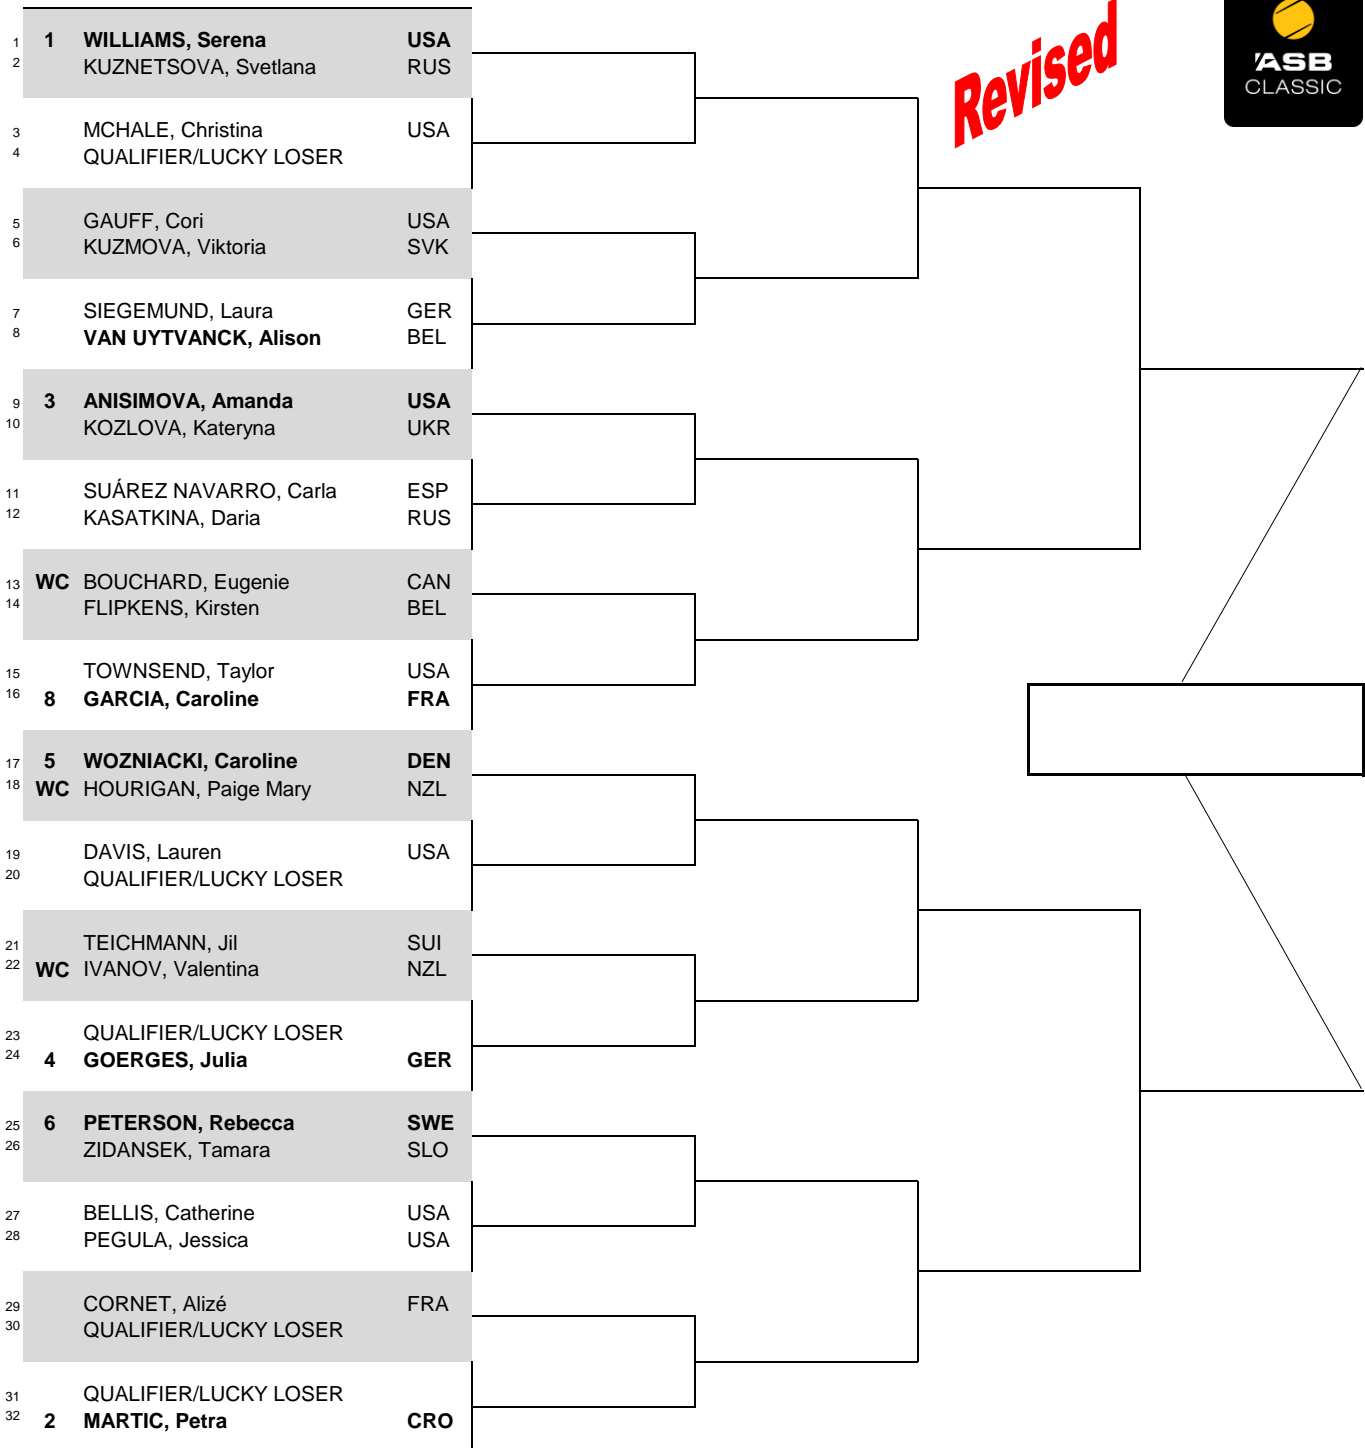 Revised
ASB
CLASSIC
1 1 WILLIAMS, Serena USA
2 KUZNETSOVA, Svetlana RUS
3 MCHALE, Christina USA
4 QUALIFIER/LUCKY LOSER
5 GAUFF, Cori USA
6 KUZMOVA, Viktoria SVK
7 SIEGEMUND, Laura GER
8 VAN UYTVANCK, Alison BEL
9 3 ANISIMOVA, Amanda USA
10 KOZLOVA, Kateryna UKR
11 SUÁREZ NAVARRO, Carla ESP
12 KASATKINA, Daria RUS
13 WC BOUCHARD, Eugenie CAN
14 FLIPKENS, Kirsten BEL
15 TOWNSEND, Taylor USA
16 8 GARCIA, Caroline FRA
17 5 WOZNIACKI, Caroline DEN
18 WC HOURIGAN, Paige Mary NZL
19 DAVIS, Lauren USA
20 QUALIFIER/LUCKY LOSER
21 TEICHMANN, Jil SUI
22 WC IVANOV, Valentina NZL
23 QUALIFIER/LUCKY LOSER
24 4 GOERGES, Julia GER
25 6 PETERSON, Rebecca SWE
26 ZIDANSEK, Tamara SLO
27 BELLIS, Catherine USA
28 PEGULA, Jessica USA
29 CORNET, Alizé FRA
30 QUALIFIER/LUCKY LOSER
31 QUALIFIER/LUCKY LOSER
32 2 MARTIC, Petra CRO